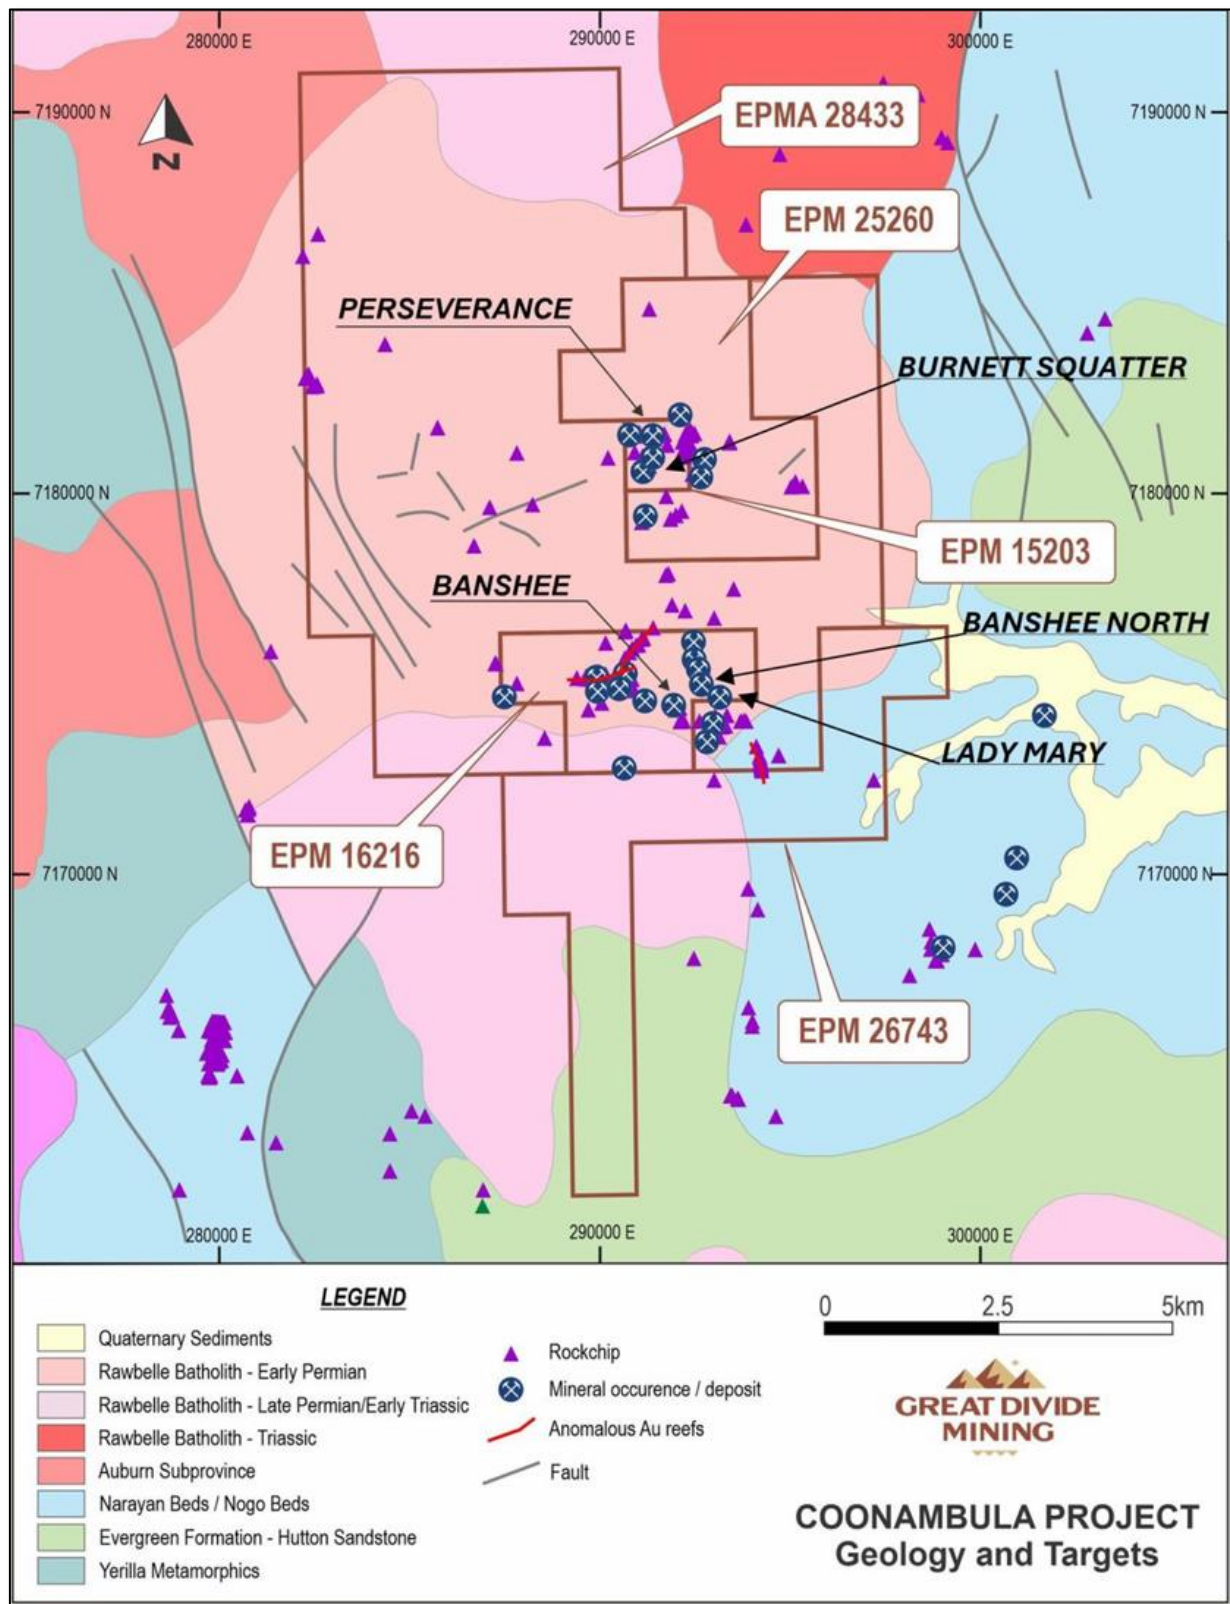 280000 E
290000 E
300000 E
7190000 N
7190000 N
N
EPMA 28433
EPM 25260
PERSEVERANCE
BURNETT SQUATTER
7180000 N
7180000 N
EPM 15203
BANSHEE
BANSHEE NORTH
LADY MARY
EPM 16216
7170000 N
7170000 N
EPM 26743
280000 E
290000 E
300000 E
LEGEND
Quaternary Sediments
Rawbelle Batholith - Early Permian
Rawbelle Batholith - Late Permian/Early Triassic
Rawbelle Batholith - Triassic
Auburn Subprovince
Narayan Beds / Nogo Beds
Evergreen Formation - Hutton Sandstone
Yerilla Metamorphics
Rockchip
Mineral occurence / deposit
Anomalous Au reefs
Fault
0 2.5 5km
GREAT DIVIDE
MINING
COONAMBULA PROJECT
Geology and Targets